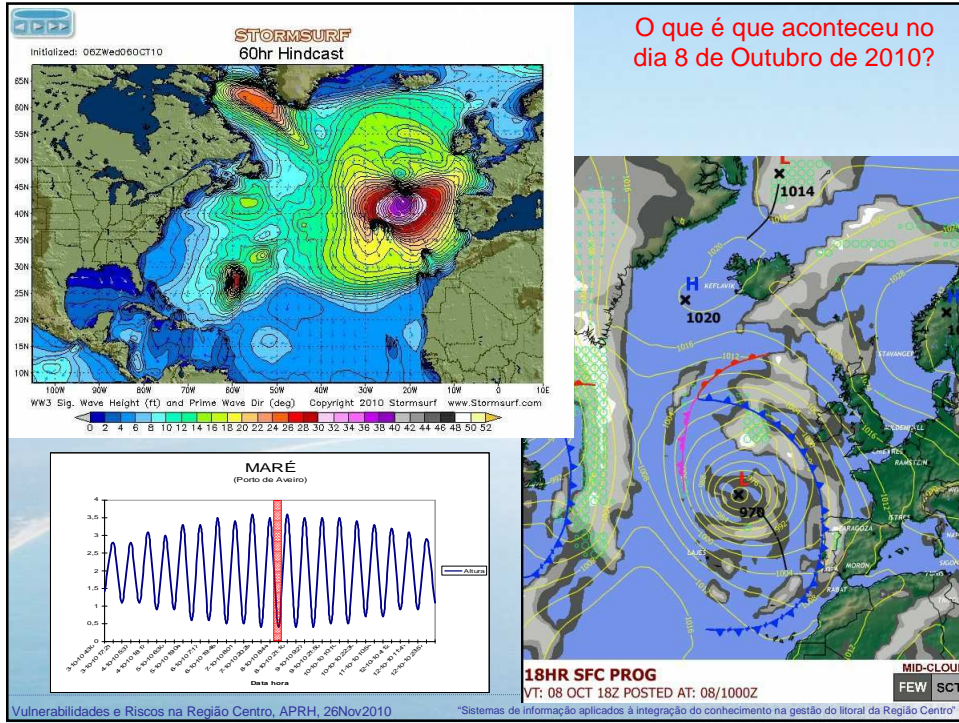 STORMSURF
Initialized: 06ZWed06OCT10
60hr Hindcast
65N
60N
55N
50N
45N
40N
35N
30N
25N
20N
15N
10N
100W 90W 80W 70W 60W 50W 40W 30W 20W 10W 0 10E
WW3 Sig. Wave Height (ft) and Prime Wave Dir (deg) Copyright 2010 Stormsurf www.Stormsurf.com
0 2 4 6 8 10 12 14 16 18 20 22 24 26 28 30 32 34 36 38 40 42 44 46 48 50 52
O que é que aconteceu no
dia 8 de Outubro de 2010?
L
1014
H
KEFLAVIK
1020
STAVANGER
RAMSTEIN
L
970
LAJES
ZARAGOZA
MORON
RABAT
18HR SFC PROG
VT: 08 OCT 18Z POSTED AT: 08/1000Z
MID-CLOU
FEW SCT
MARÉ
(Porto de Aveiro)
4
3,5
3
2,5
2
1,5
1
0,5
0
Altura
Data hora
Vulnerabilidades e Riscos na Região Centro, APRH, 26Nov2010
"Sistemas de informação aplicados à integração do conhecimento na gestão do litoral da Região Centro"